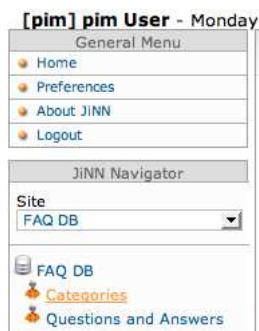 [pim] pim User - Monday
General Menu
Home
Preferences
About JiNN
Logout
JiNN Navigator
Site
FAQ DB
FAQ DB
Categories
Questions and Answers